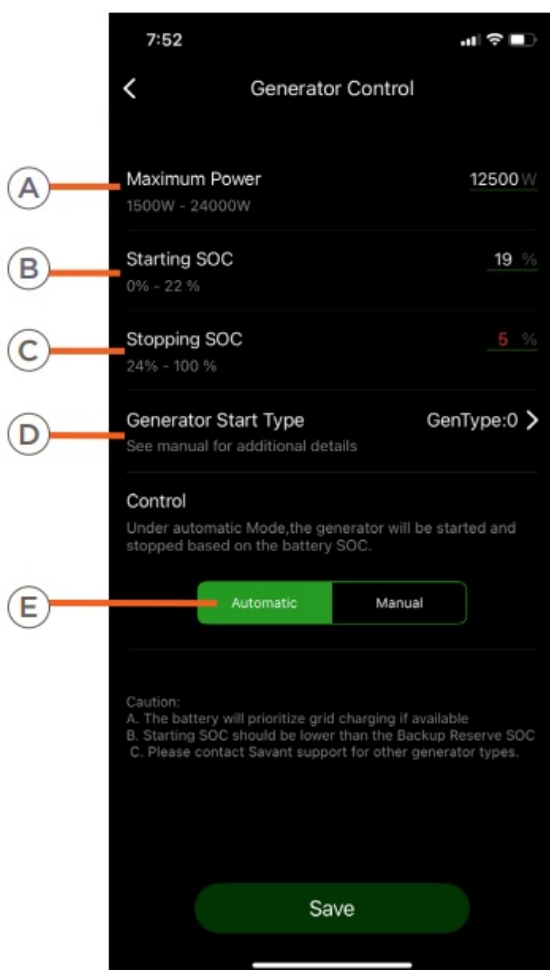 7:52
Generator Control
A
Maximum Power 12500 W
1500W - 24000W
B
Starting SOC 19 %
0% - 22 %
C
Stopping SOC 5 %
24% - 100 %
D
Generator Start Type GenType:0
See manual for additional details
Control
Under automatic Mode,the generator will be started and
stopped based on the battery SOC.
E
Automatic Manual
Caution:
A. The battery will prioritize grid charging if available
B. Starting SOC should be lower than the Backup Reserve SOC
C. Please contact Savant support for other generator types.
Save